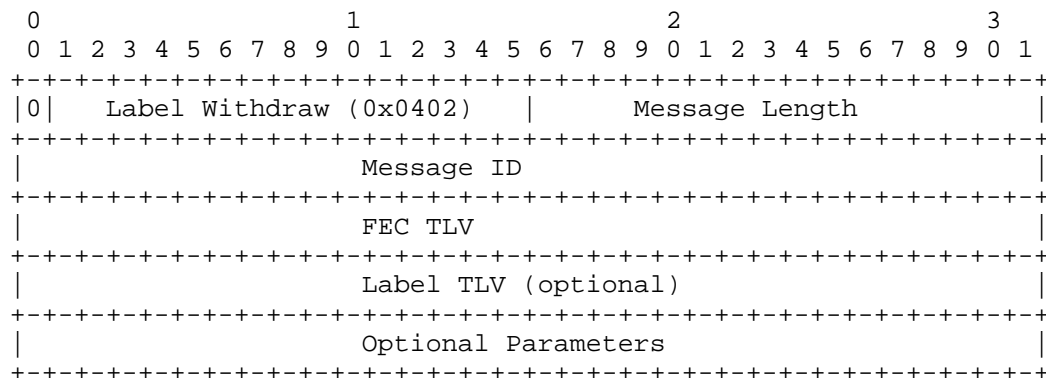 0                   1                   2                   3
 0 1 2 3 4 5 6 7 8 9 0 1 2 3 4 5 6 7 8 9 0 1 2 3 4 5 6 7 8 9 0 1
+-+-+-+-+-+-+-+-+-+-+-+-+-+-+-+-+-+-+-+-+-+-+-+-+-+-+-+-+-+-+-+-+
|0|   Label Withdraw (0x0402)   |      Message Length           |
+-+-+-+-+-+-+-+-+-+-+-+-+-+-+-+-+-+-+-+-+-+-+-+-+-+-+-+-+-+-+-+-+
|                     Message ID                                |
+-+-+-+-+-+-+-+-+-+-+-+-+-+-+-+-+-+-+-+-+-+-+-+-+-+-+-+-+-+-+-+-+
|                     FEC TLV                                   |
+-+-+-+-+-+-+-+-+-+-+-+-+-+-+-+-+-+-+-+-+-+-+-+-+-+-+-+-+-+-+-+-+
|                     Label TLV (optional)                      |
+-+-+-+-+-+-+-+-+-+-+-+-+-+-+-+-+-+-+-+-+-+-+-+-+-+-+-+-+-+-+-+-+
|                     Optional Parameters                       |
+-+-+-+-+-+-+-+-+-+-+-+-+-+-+-+-+-+-+-+-+-+-+-+-+-+-+-+-+-+-+-+-+